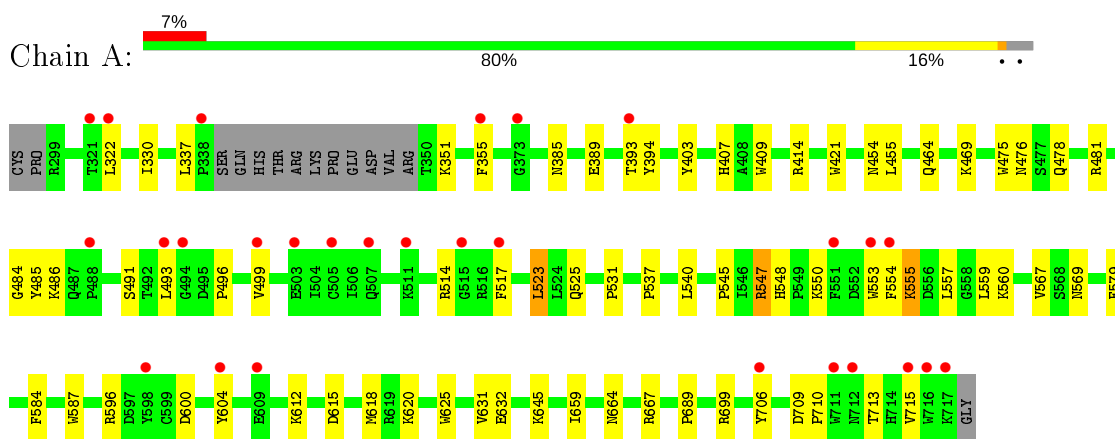 7%
Chain A:
80% 16% • •
CYS PRO R299 T321 L322 I330 L337 P338 SER GLN HIS THR ARG LYS PRO GLU ASP VAL ARG T350 K351 F355 G373 N385 E389 T393 Y394 Y403 H407 A408 W409 R414 W421 N454 L455 Q464 K469 W475 N476 S477 Q478 R481
G484 Y485 K486 Q487 P488 S491 T492 L493 G494 D495 P496 V499 E503 I504 C505 I506 Q507 K511 R514 G515 R516 F517 L523 L524 Q525 P531 P537 L540 P545 I546 R547 H548 P549 K550 F551 D552 W553 F554 K555 D556 L557 G558 L559 K560 V567 S568 N569
F584 W587 R596 D597 Y598 C599 D600 Y604 E609 K612 D615 M618 R619 K620 W625 V631 E632 K645 I659 N664 R667 P689 R699 Y706 D709 P710 W711 N712 T713 H714 V715 W716 K717 GLY